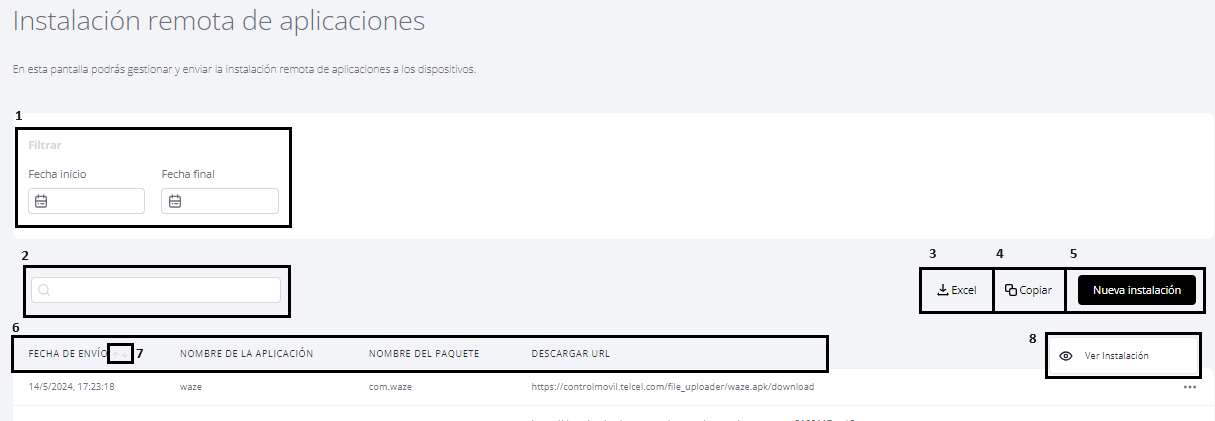 Instalación remota de aplicaciones
En esta pantalla podrás gestionar y enviar la instalación remota de aplicaciones a los dispositivos.
1
Filtrar
Fecha inicio Fecha final
2
3 4 5
Excel Copiar Nueva instalación
6
FECHA DE ENVÍO 7 NOMBRE DE LA APLICACIÓN NOMBRE DEL PAQUETE DESCARGAR URL
8 Ver Instalación
14/5/2024, 17:23:18 waze com.waze https://controlmovil.telcel.com/file_uploader/waze.apk/download